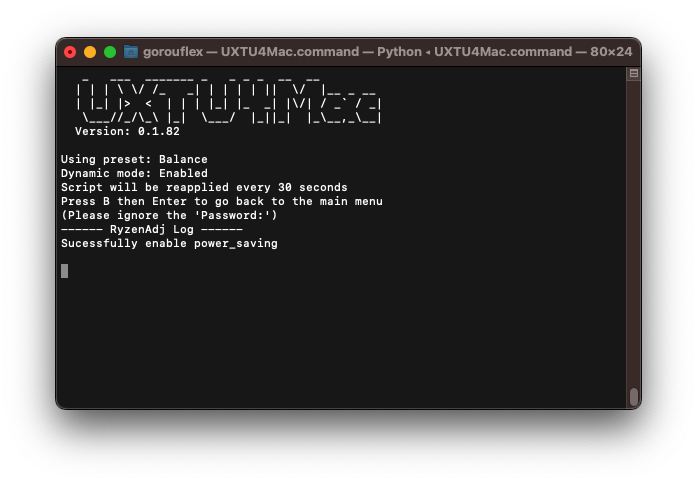 gorouflex — UXTU4Mac.command — Python ◂ UXTU4Mac.command — 80×24
UXTU4Mac
Version: 0.1.82
Using preset: Balance
Dynamic mode: Enabled
Script will be reapplied every 30 seconds
Press B then Enter to go back to the main menu
(Please ignore the 'Password:')
—————— RyzenAdj Log ——————
Sucessfully enable power_saving